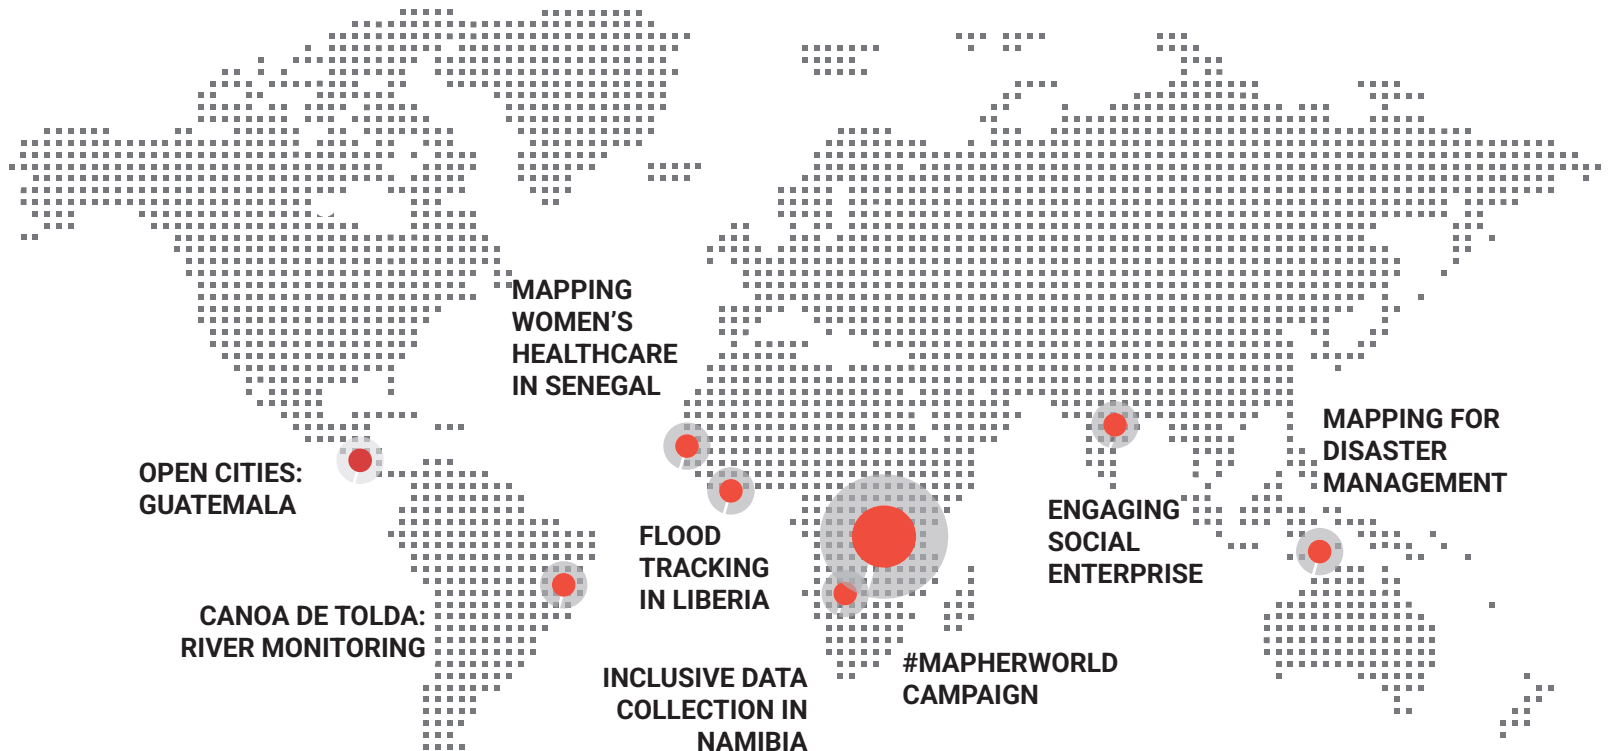 MAPPING
WOMEN’S
HEALTHCARE
IN SENEGAL
MAPPING FOR
DISASTER
MANAGEMENT
OPEN CITIES:
GUATEMALA
ENGAGING
SOCIAL
ENTERPRISE
FLOOD
TRACKING
IN LIBERIA
CANOA DE TOLDA:
RIVER MONITORING
#MAPHERWORLD
CAMPAIGN
INCLUSIVE DATA
COLLECTION IN
NAMIBIA